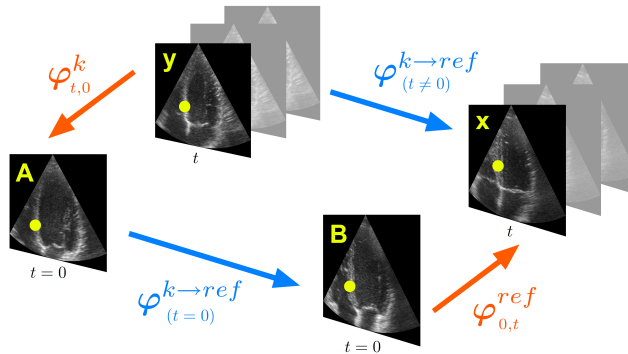 φ^k_{t,0}
y
t
φ^{k→ref}_{(t≠0)}
x
t
A
t = 0
φ^{k→ref}_{(t=0)}
B
t = 0
φ^{ref}_{0,t}